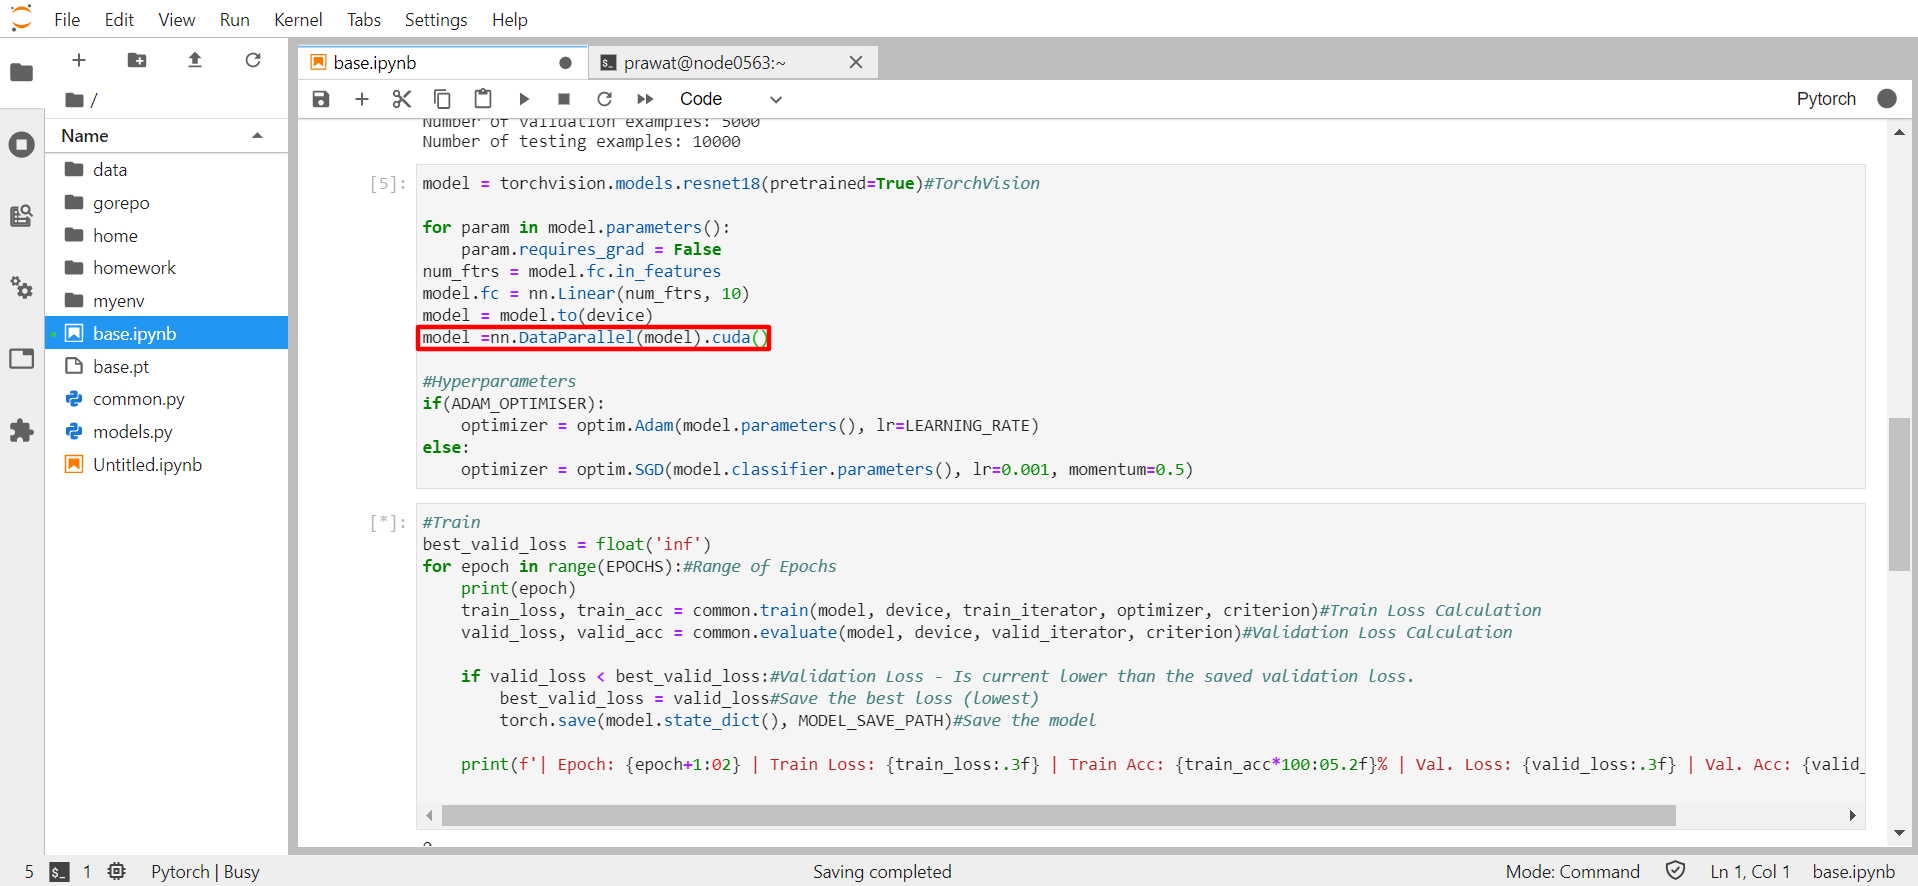 File Edit View Run Kernel Tabs Settings Help
base.ipynb
prawat@node0563:~
Code
Pytorch
/
Name
data
gorepo
home
homework
myenv
base.ipynb
base.pt
common.py
models.py
Untitled.ipynb
Number of validation examples: 5000
Number of testing examples: 10000
[5]:
model = torchvision.models.resnet18(pretrained=True)#TorchVision
for param in model.parameters():
    param.requires_grad = False
num_ftrs = model.fc.in_features
model.fc = nn.Linear(num_ftrs, 10)
model = model.to(device)
model =nn.DataParallel(model).cuda()
#Hyperparameters
if(ADAM_OPTIMISER):
    optimizer = optim.Adam(model.parameters(), lr=LEARNING_RATE)
else:
    optimizer = optim.SGD(model.classifier.parameters(), lr=0.001, momentum=0.5)
[*]:
#Train
best_valid_loss = float('inf')
for epoch in range(EPOCHS):#Range of Epochs
    print(epoch)
    train_loss, train_acc = common.train(model, device, train_iterator, optimizer, criterion)#Train Loss Calculation
    valid_loss, valid_acc = common.evaluate(model, device, valid_iterator, criterion)#Validation Loss Calculation
    if valid_loss < best_valid_loss:#Validation Loss - Is current lower than the saved validation loss.
        best_valid_loss = valid_loss#Save the best loss (lowest)
        torch.save(model.state_dict(), MODEL_SAVE_PATH)#Save the model
    print(f'| Epoch: {epoch+1:02} | Train Loss: {train_loss:.3f} | Train Acc: {train_acc*100:05.2f}% | Val. Loss: {valid_loss:.3f} | Val. Acc: {valid_
5 $_ 1 Pytorch | Busy
Saving completed
Mode: Command
Ln 1, Col 1
base.ipynb